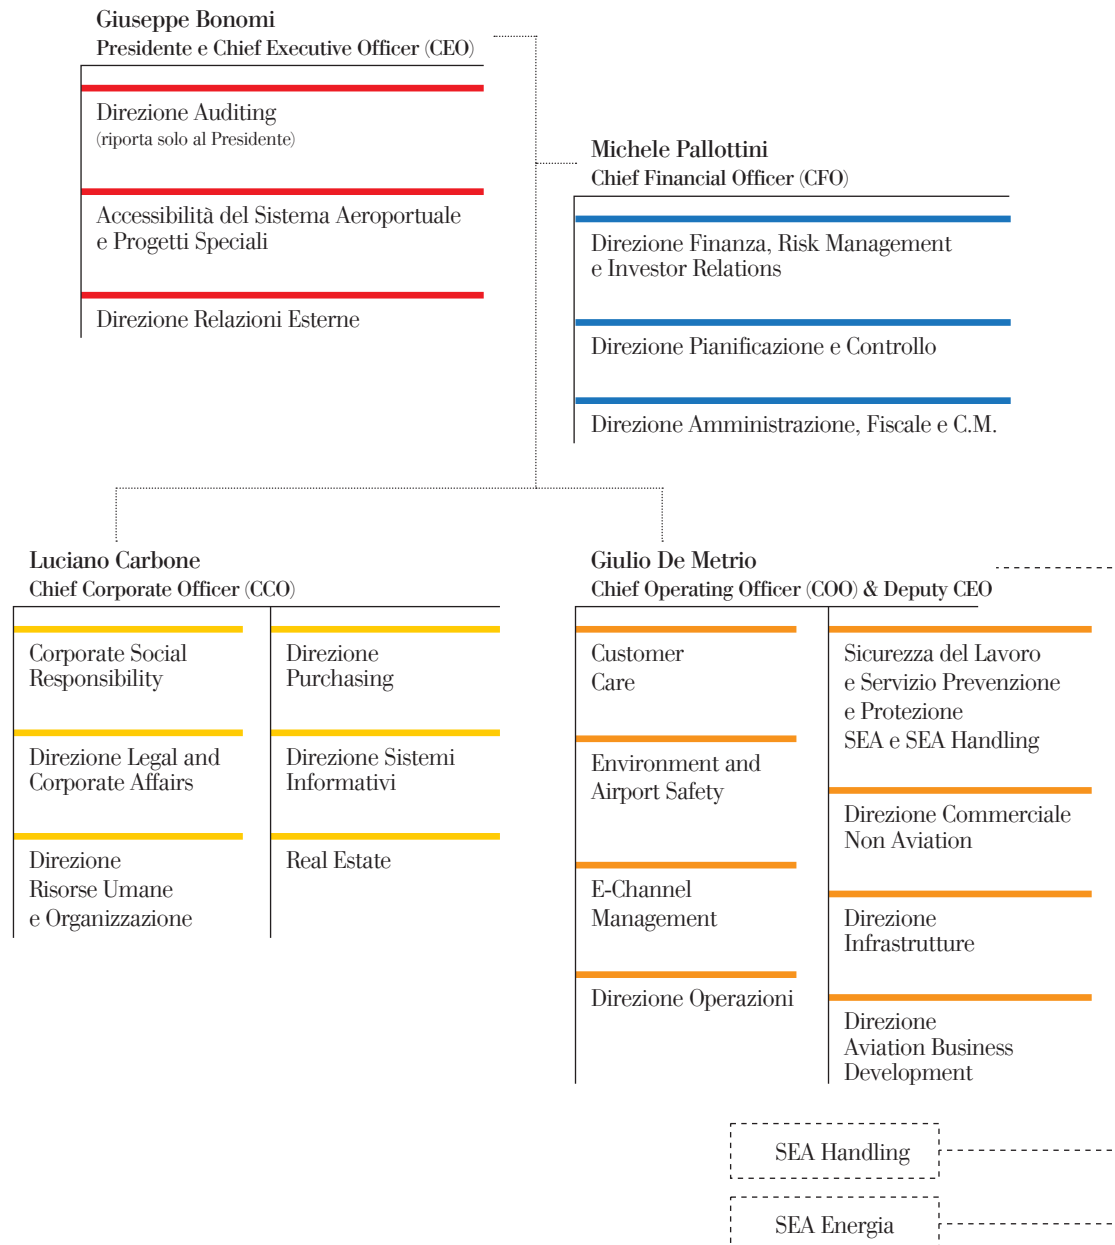 Giuseppe Bonomi
Presidente e Chief Executive Officer (CEO)
Direzione Auditing
(riporta solo al Presidente)
Accessibilità del Sistema Aeroportuale
e Progetti Speciali
Direzione Relazioni Esterne
Michele Pallottini
Chief Financial Officer (CFO)
Direzione Finanza, Risk Management
e Investor Relations
Direzione Pianificazione e Controllo
Direzione Amministrazione, Fiscale e C.M.
Luciano Carbone
Chief Corporate Officer (CCO)
Corporate Social
Responsibility
Direzione Legal and
Corporate Affairs
Direzione
Risorse Umane
e Organizzazione
Direzione
Purchasing
Direzione Sistemi
Informativi
Real Estate
Giulio De Metrio
Chief Operating Officer (COO) & Deputy CEO
Customer
Care
Environment and
Airport Safety
E-Channel
Management
Direzione Operazioni
Sicurezza del Lavoro
e Servizio Prevenzione
e Protezione
SEA e SEA Handling
Direzione Commerciale
Non Aviation
Direzione
Infrastrutture
Direzione
Aviation Business
Development
SEA Handling
SEA Energia